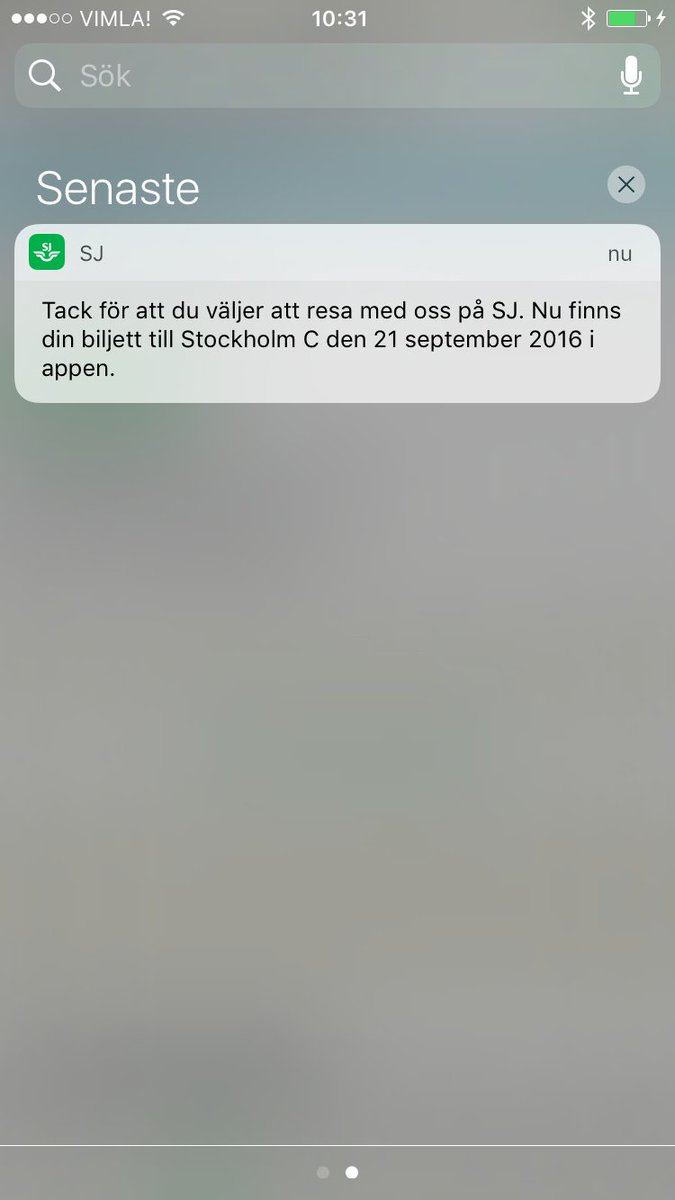 VIMLA! 10:31
Sök
Senaste
SJ
SJ nu
Tack för att du väljer att resa med oss på SJ. Nu finns
din biljett till Stockholm C den 21 september 2016 i
appen.